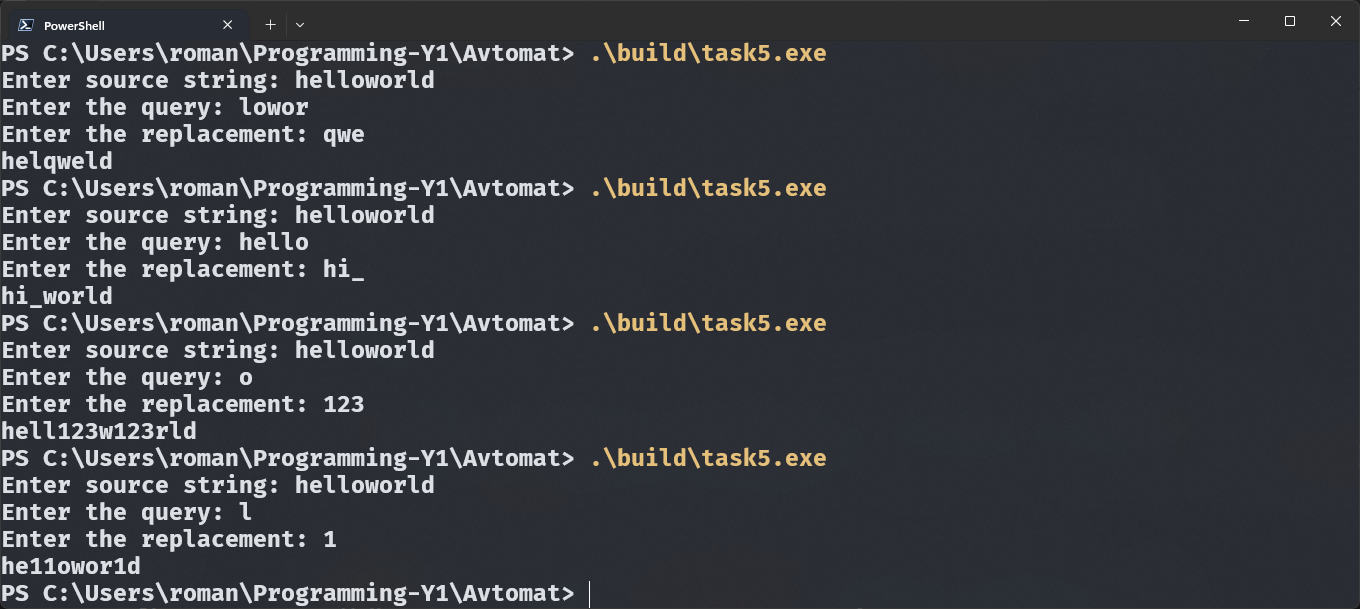 PowerShell
PS C:\Users\roman\Programming-Y1\Avtomat> .\build\task5.exe
Enter source string: helloworld
Enter the query: lowor
Enter the replacement: qwe
helqweld
PS C:\Users\roman\Programming-Y1\Avtomat> .\build\task5.exe
Enter source string: helloworld
Enter the query: hello
Enter the replacement: hi_
hi_world
PS C:\Users\roman\Programming-Y1\Avtomat> .\build\task5.exe
Enter source string: helloworld
Enter the query: o
Enter the replacement: 123
hell123w123rld
PS C:\Users\roman\Programming-Y1\Avtomat> .\build\task5.exe
Enter source string: helloworld
Enter the query: l
Enter the replacement: 1
he11owor1d
PS C:\Users\roman\Programming-Y1\Avtomat>